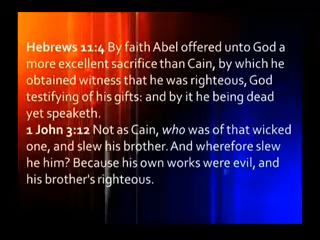 Hebrews 11:4 By faith Abel offered unto God a
more excellent sacrifice than Cain, by which he
obtained witness that he was righteous, God
testifying of his gifts: and by it he being dead
yet speaketh.
1 John 3:12 Not as Cain, who was of that wicked
one, and slew his brother. And wherefore slew
he him? Because his own works were evil, and
his brother's righteous.